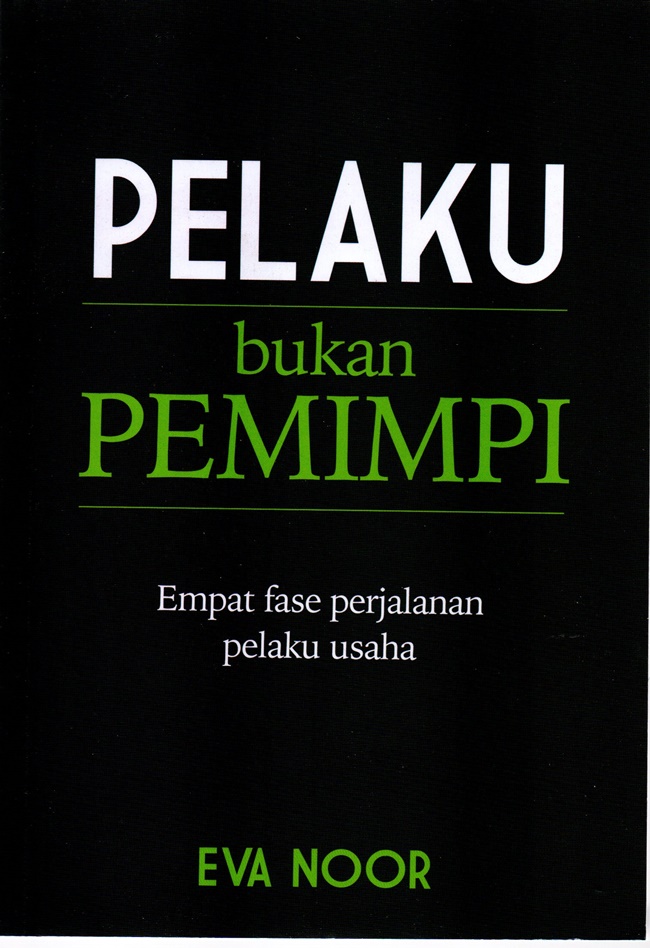 PELAKU
bukan
PEMIMPI
Empat fase perjalanan
pelaku usaha
EVA NOOR